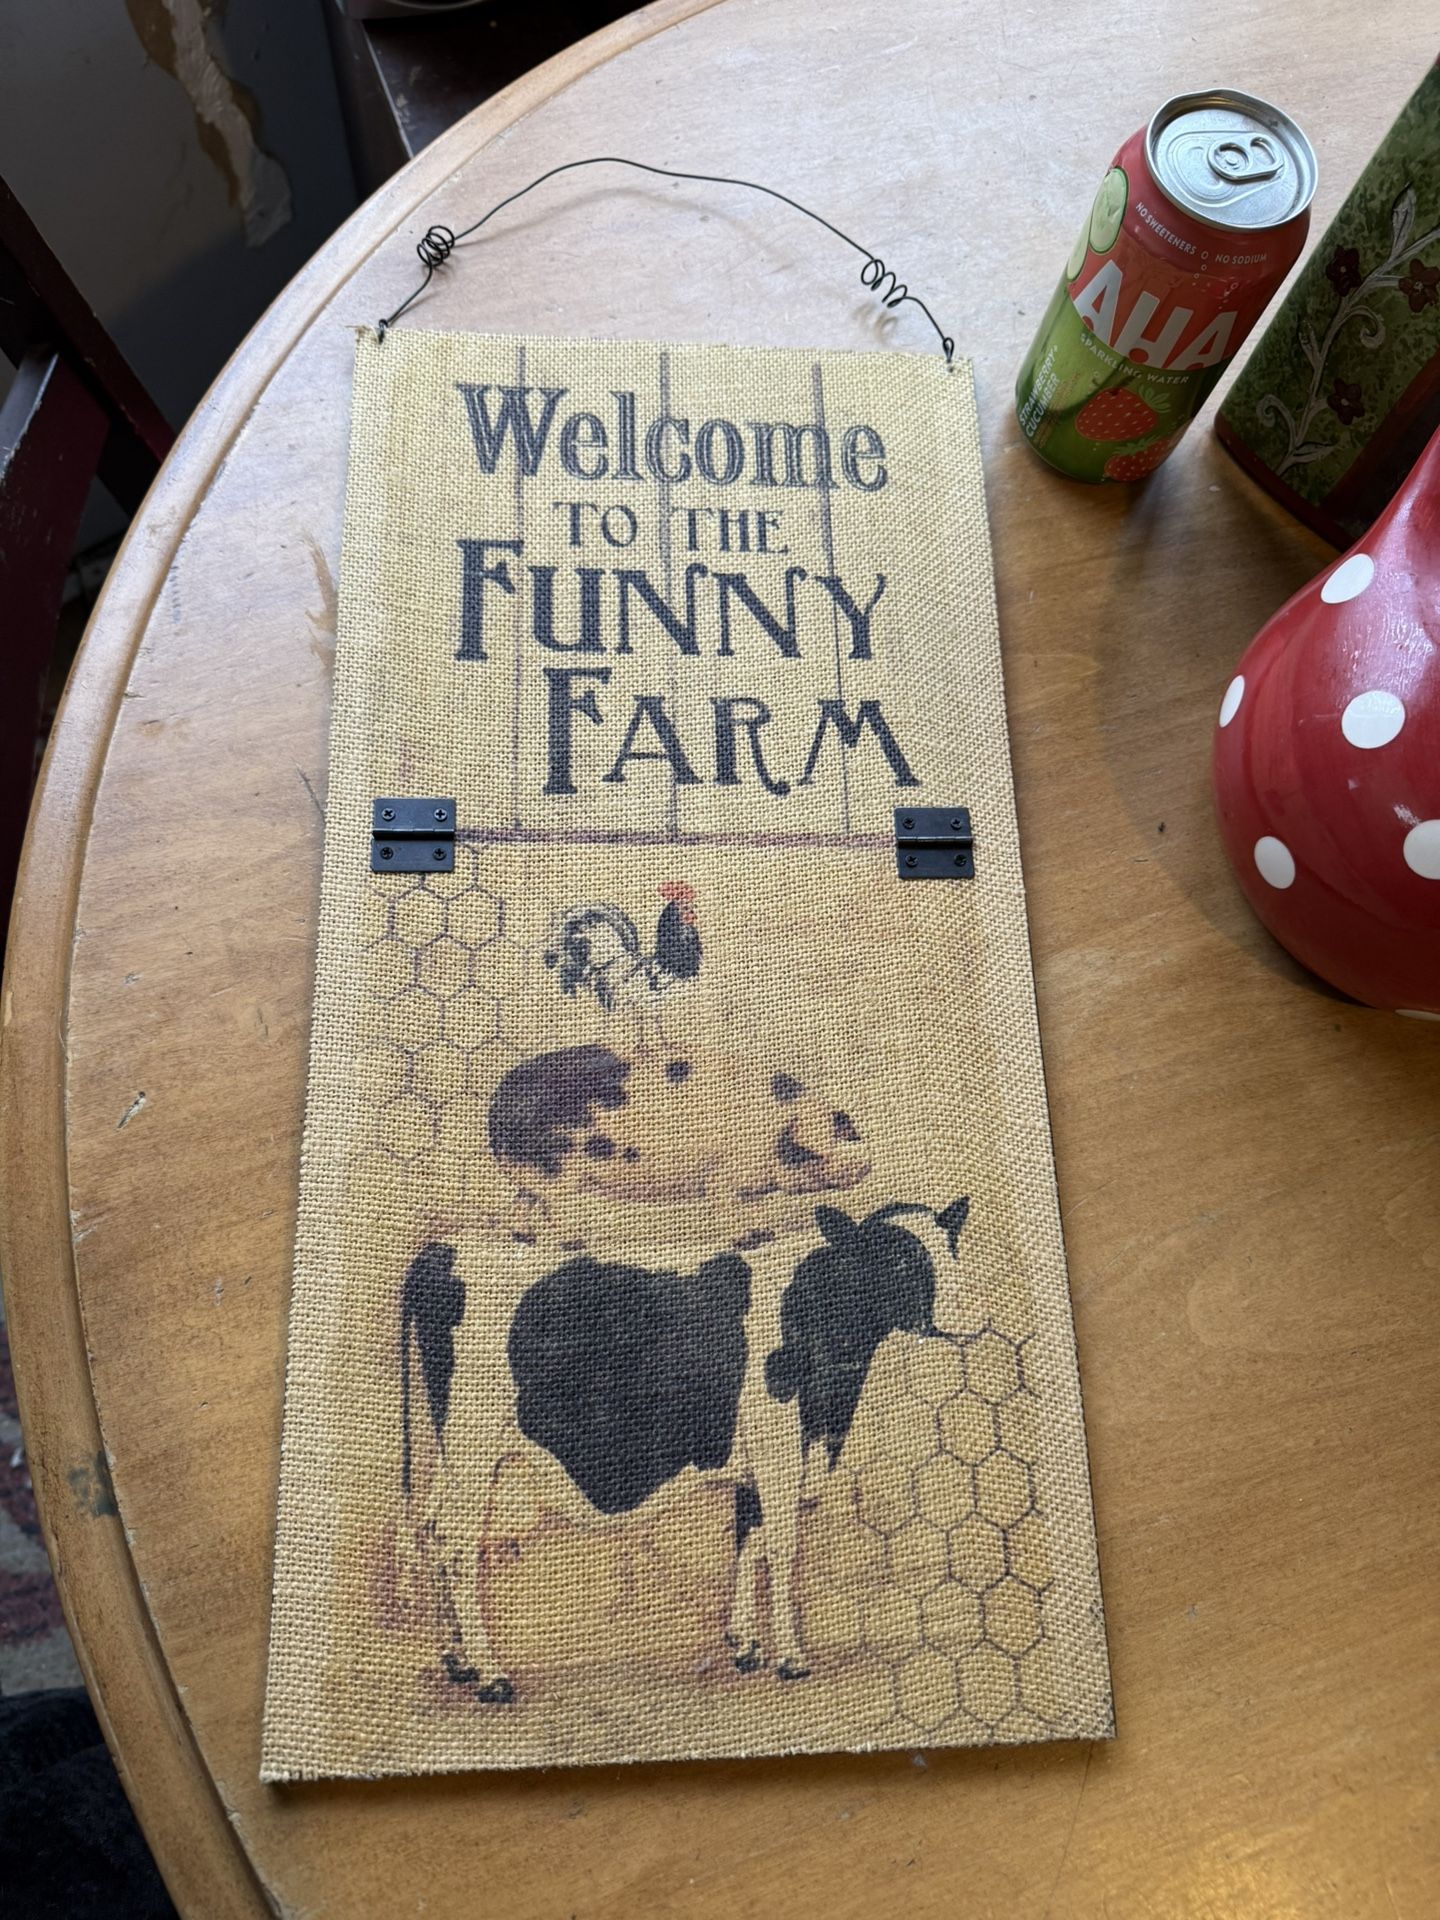 Welcome
TO THE
FUNNY
FARM
NO SWEETENERS ○ NO SODIUM
AHA
SPARKLING WATER
STRAWBERRY+
CUCUMBER